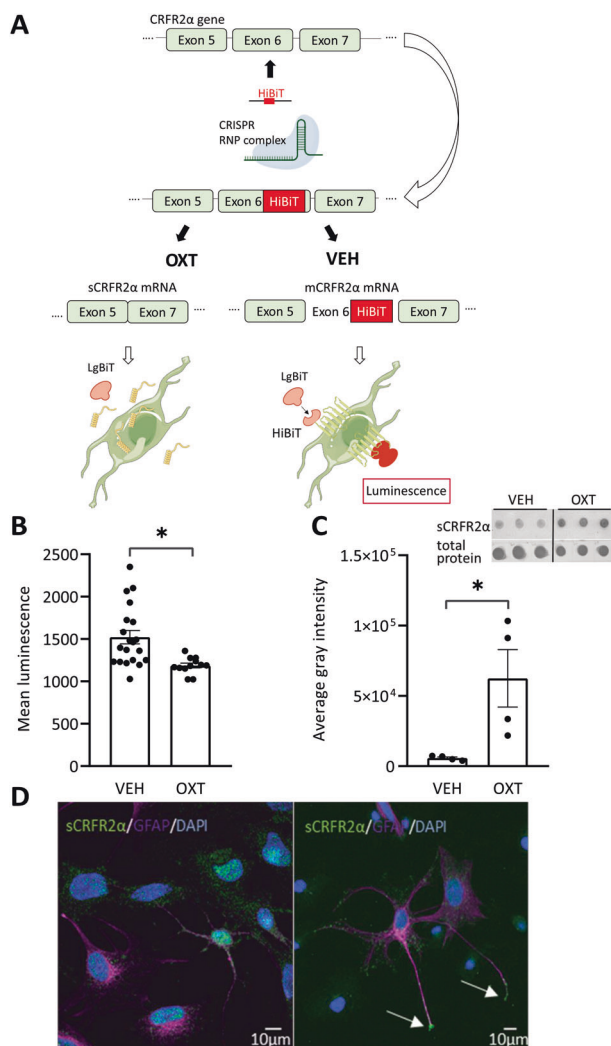 A
CRFR2α gene
.... Exon 5 Exon 6 Exon 7 ....
HiBiT
CRISPR
RNP complex
.... Exon 5 Exon 6 HiBiT Exon 7 ....
OXT VEH
sCRFR2α mRNA mCRFR2α mRNA
.... Exon 5 Exon 7 .... .... Exon 5 Exon 6 HiBiT Exon 7 ....
LgBiT
LgBiT
HiBiT
Luminescence
B
*
Mean luminescence
2500
2000
1500
1000
500
0
VEH OXT
C
VEH OXT
sCRFR2α
total
protein
*
Average gray intensity
1.5×10⁵
1×10⁵
5×10⁴
0
VEH OXT
D
sCRFR2α/GFAP/DAPI
10μm
sCRFR2α/GFAP/DAPI
10μm